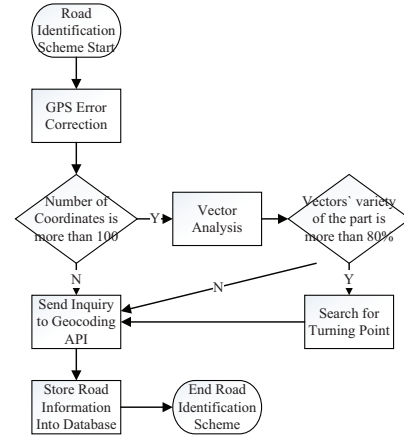 Road
Identification
Scheme Start
GPS Error
Correction
Number of
Coordinates is
more than 100
Y
Vector
Analysis
Vectors` variety
of the part is
more than 80%
N
N
Y
Send Inquiry
to Geocoding
API
Search for
Turning Point
Store Road
Information
Into Database
End Road
Identification
Scheme